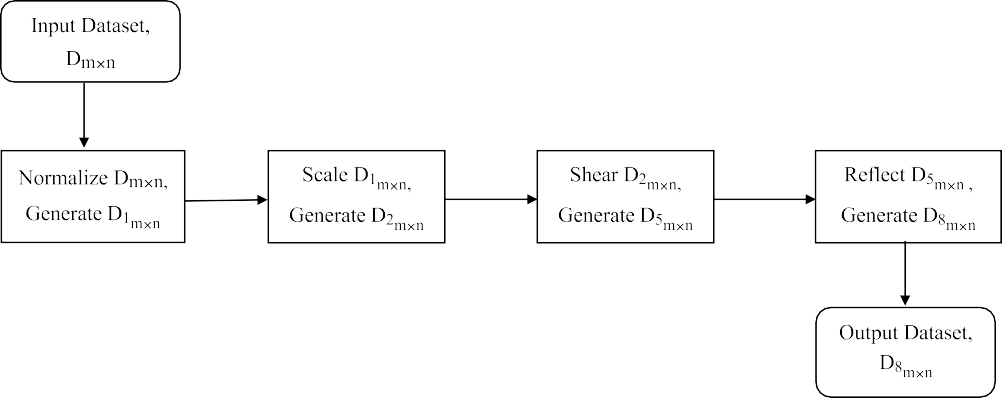 Input Dataset,
Dm×n
Normalize Dm×n,
Generate D1m×n
Scale D1m×n,
Generate D2m×n
Shear D2m×n,
Generate D5m×n
Reflect D5m×n ,
Generate D8m×n
Output Dataset,
D8m×n